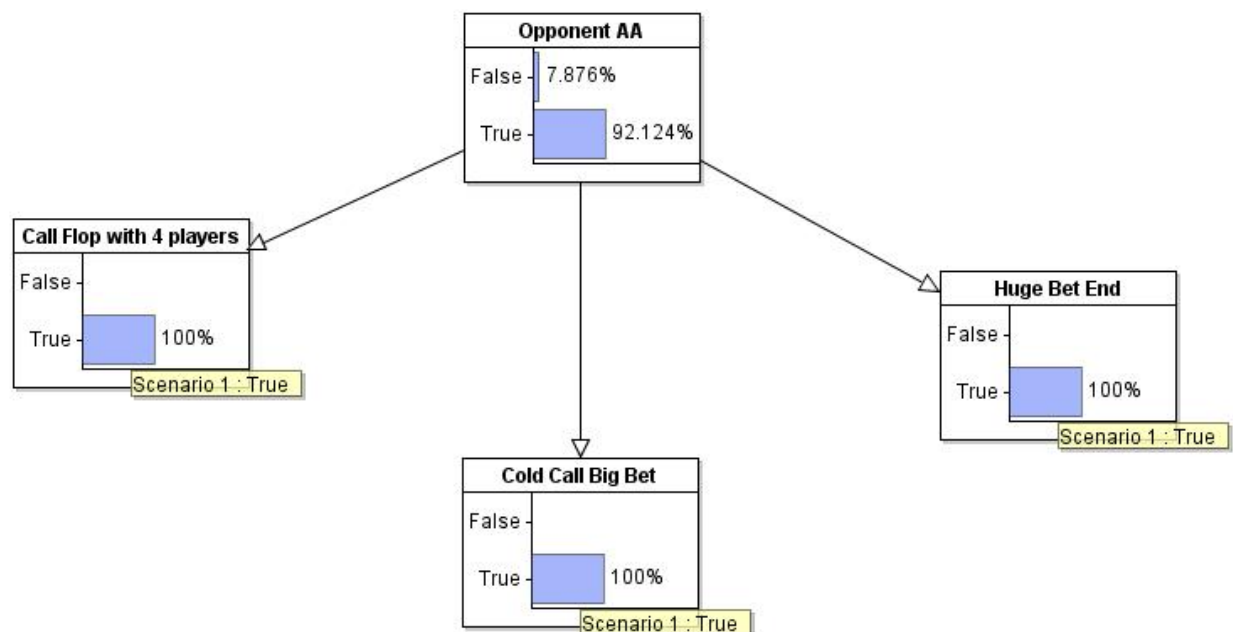 Opponent AA
False
7.876%
True
92.124%
Call Flop with 4 players
False
True
100%
Scenario 1 : True
Huge Bet End
False
True
100%
Scenario 1 : True
Cold Call Big Bet
False
True
100%
Scenario 1 : True